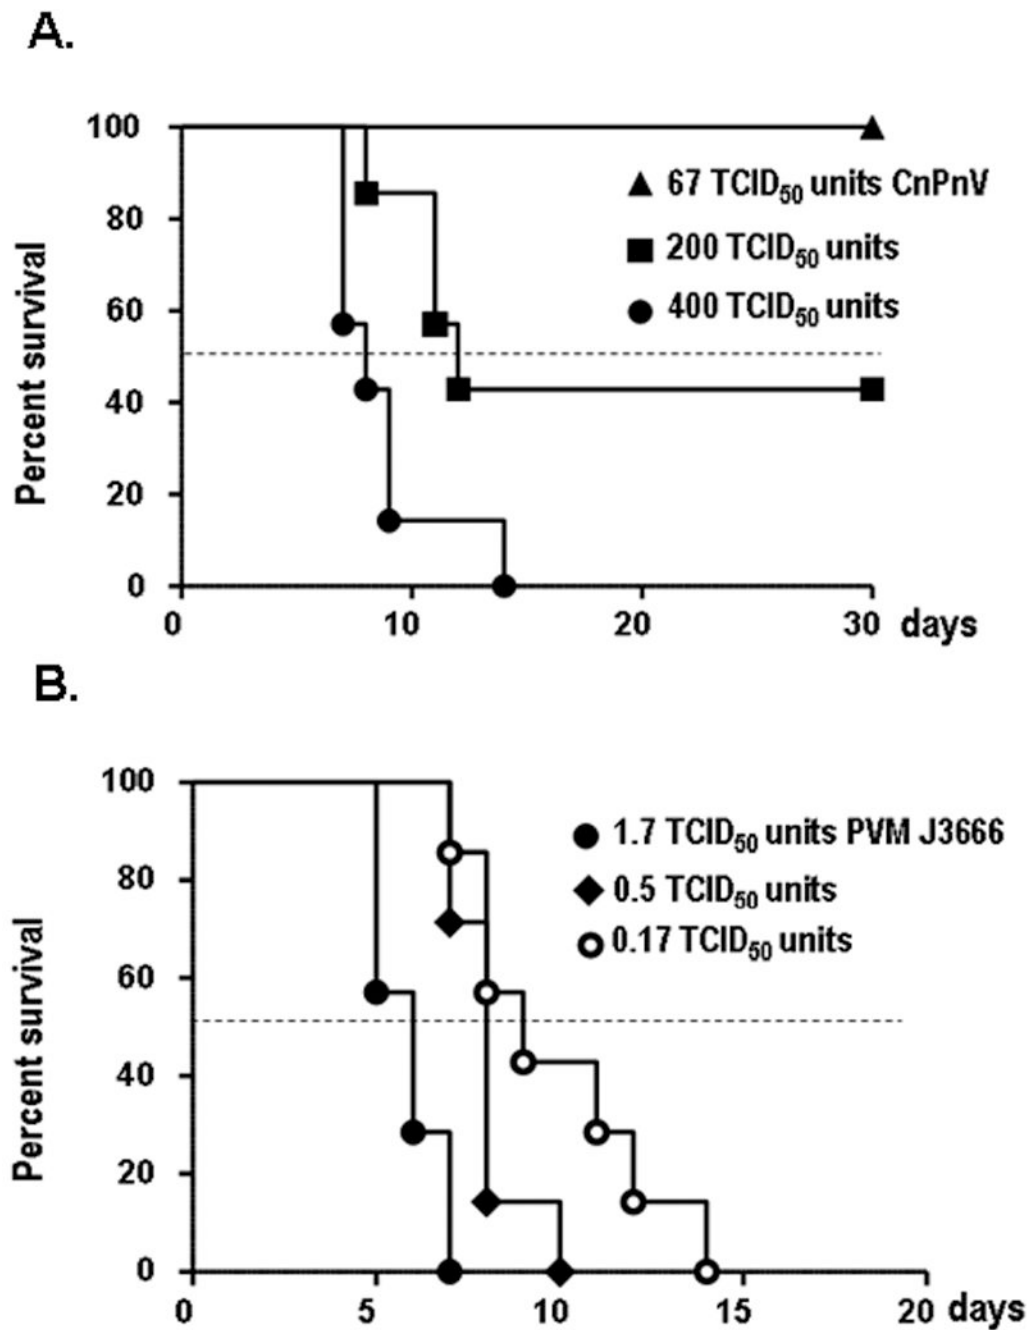 A.
Percent survival
100
80
60
40
20
0
67 TCID50 units CnPnV
200 TCID50 units
400 TCID50 units
0 10 20 30 days
B.
Percent survival
100
80
60
40
20
0
1.7 TCID50 units PVM J3666
0.5 TCID50 units
0.17 TCID50 units
0 5 10 15 20 days